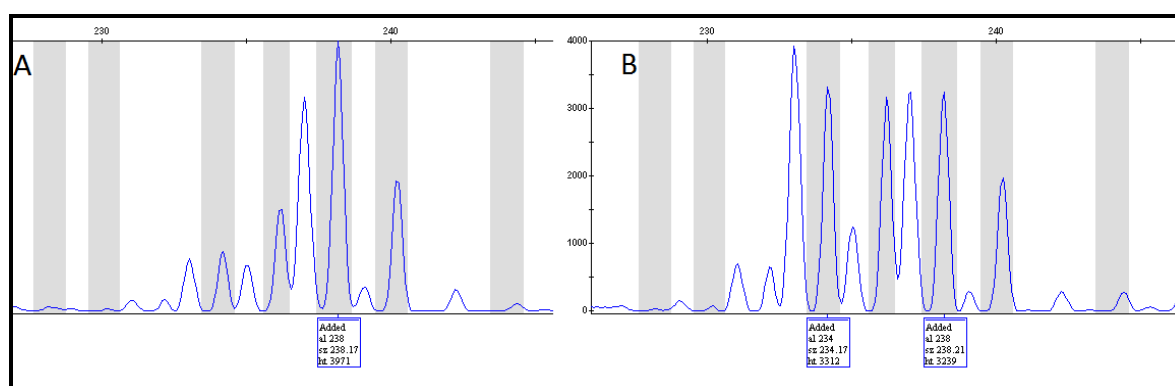 230 240
A
Added
al 238
sz 238.17
ht 3971
230 240
B
4000
3000
2000
1000
0
Added
al 234
sz 234.17
ht 3312
Added
al 238
sz 238.21
ht 3239